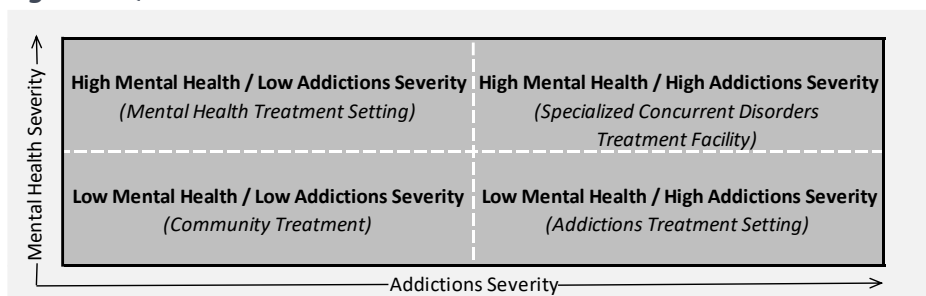 Mental Health Severity
High Mental Health / Low Addictions Severity
(Mental Health Treatment Setting)
High Mental Health / High Addictions Severity
(Specialized Concurrent Disorders
Treatment Facility)
Low Mental Health / Low Addictions Severity
(Community Treatment)
Low Mental Health / High Addictions Severity
(Addictions Treatment Setting)
Addictions Severity